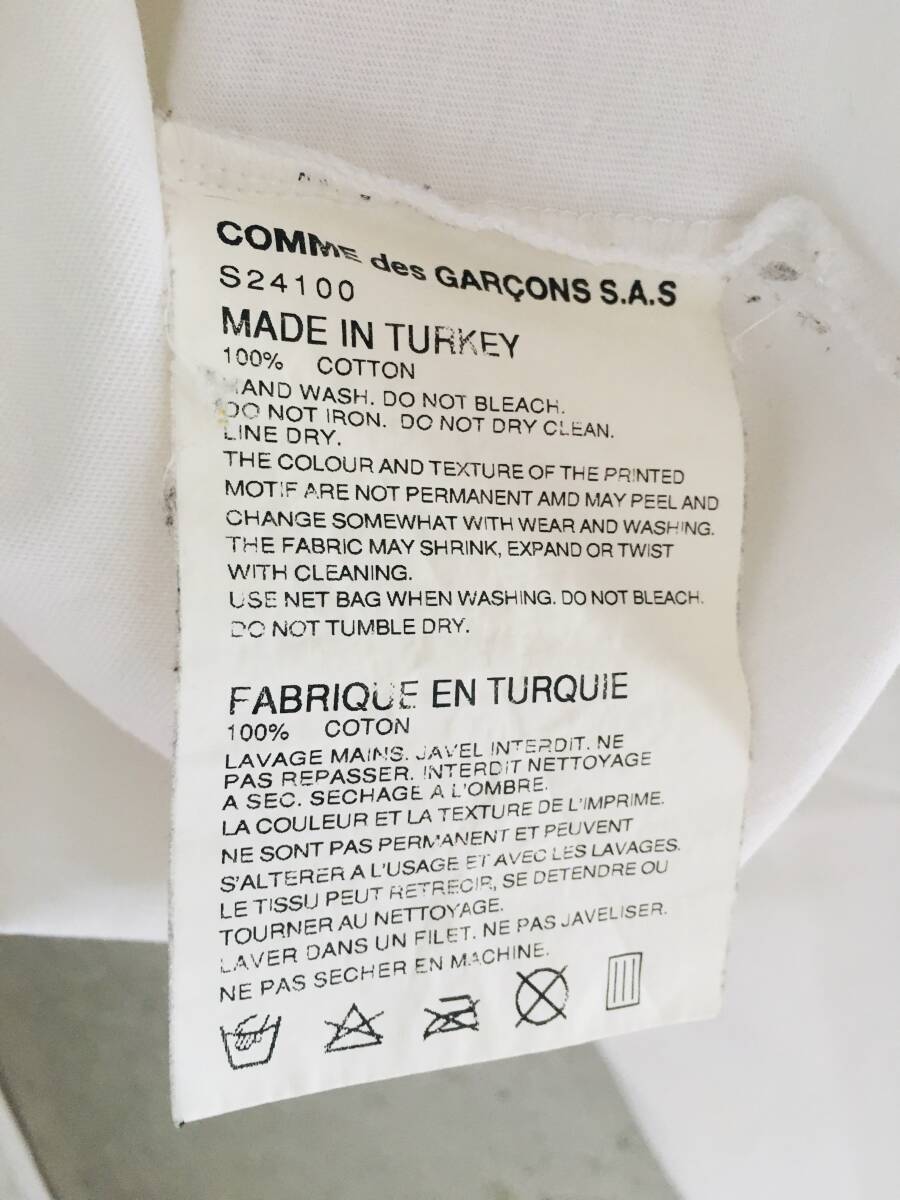 COMME des GARÇONS S.A.S
S24100
MADE IN TURKEY
100% COTTON
HAND WASH. DO NOT BLEACH.
DO NOT IRON. DO NOT DRY CLEAN.
LINE DRY.
THE COLOUR AND TEXTURE OF THE PRINTED
MOTIF ARE NOT PERMANENT AMD MAY PEEL AND
CHANGE SOMEWHAT WITH WEAR AND WASHING.
THE FABRIC MAY SHRINK, EXPAND OR TWIST
WITH CLEANING.
USE NET BAG WHEN WASHING. DO NOT BLEACH.
DO NOT TUMBLE DRY.
FABRIQUE EN TURQUIE
100% COTON
LAVAGE MAINS. JAVEL INTERDIT. NE
PAS REPASSER. INTERDIT NETTOYAGE
A SEC. SECHAGE A L'OMBRE.
LA COULEUR ET LA TEXTURE DE L'IMPRIME.
NE SONT PAS PERMANENT ET PEUVENT
S'ALTERER A L'USAGE ET AVEC LES LAVAGES.
LE TISSU PEUT RETRECIR, SE DETENDRE OU
TOURNER AU NETTOYAGE.
LAVER DANS UN FILET. NE PAS JAVELISER.
NE PAS SECHER EN MACHINE.